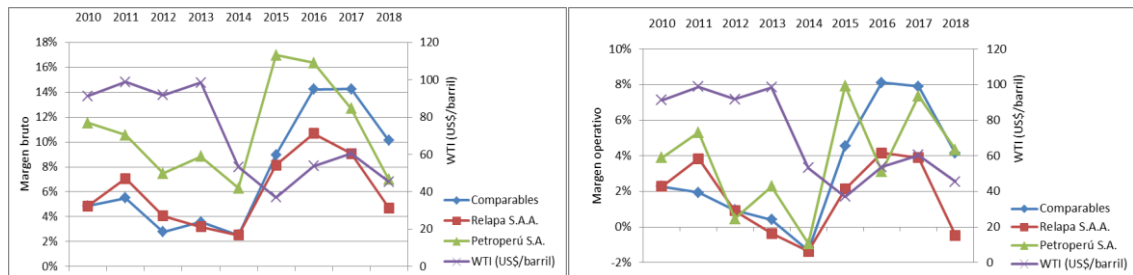 2010 2011 2012 2013 2014 2015 2016 2017 2018
18%
16%
14%
12%
10%
8%
6%
4%
2%
0%
Margen bruto
120
100
80
60
40
20
0
WTI (US$/barril)
Comparables
Relapa S.A.A.
Petroperú S.A.
WTI (US$/barril)
2010 2011 2012 2013 2014 2015 2016 2017 2018
10%
8%
6%
4%
2%
0%
-2%
Margen operativo
120
100
80
60
40
20
0
WTI (US$/barril)
Comparables
Relapa S.A.A.
Petroperú S.A.
WTI (US$/barril)